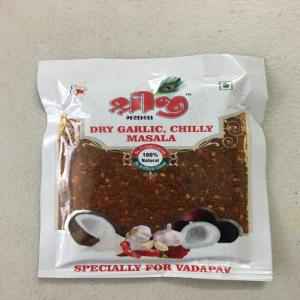 श्रीजी
DRY GARLIC, CHILLY
MASALA
100%
Natural
SPECIALLY FOR VADAPAV